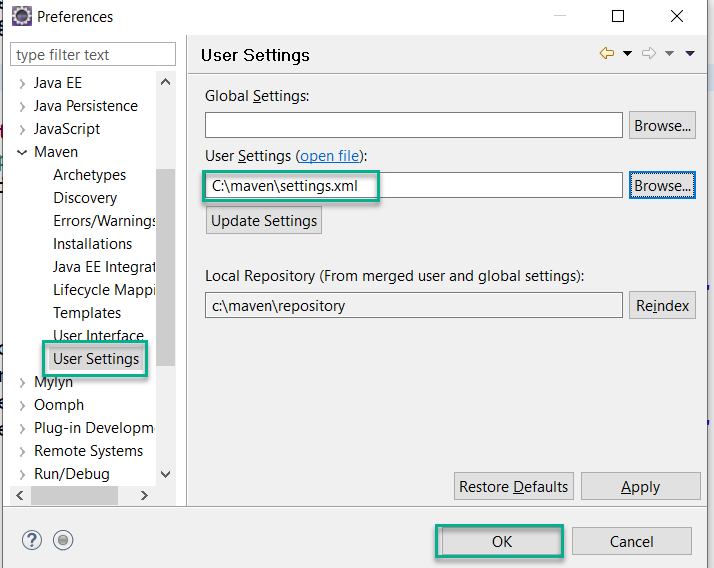 Preferences
type filter text
Java EE
Java Persistence
JavaScript
Maven
Archetypes
Discovery
Errors/Warnings
Installations
Java EE Integrat
Lifecycle Mappi
Templates
User Interface
User Settings
Mylyn
Oomph
Plug-in Developm
Remote Systems
Run/Debug
User Settings
Global Settings:
Browse...
User Settings (open file):
C:\maven\settings.xml
Browse...
Update Settings
Local Repository (From merged user and global settings):
c:\maven\repository
Reindex
Restore Defaults
Apply
?
OK
Cancel